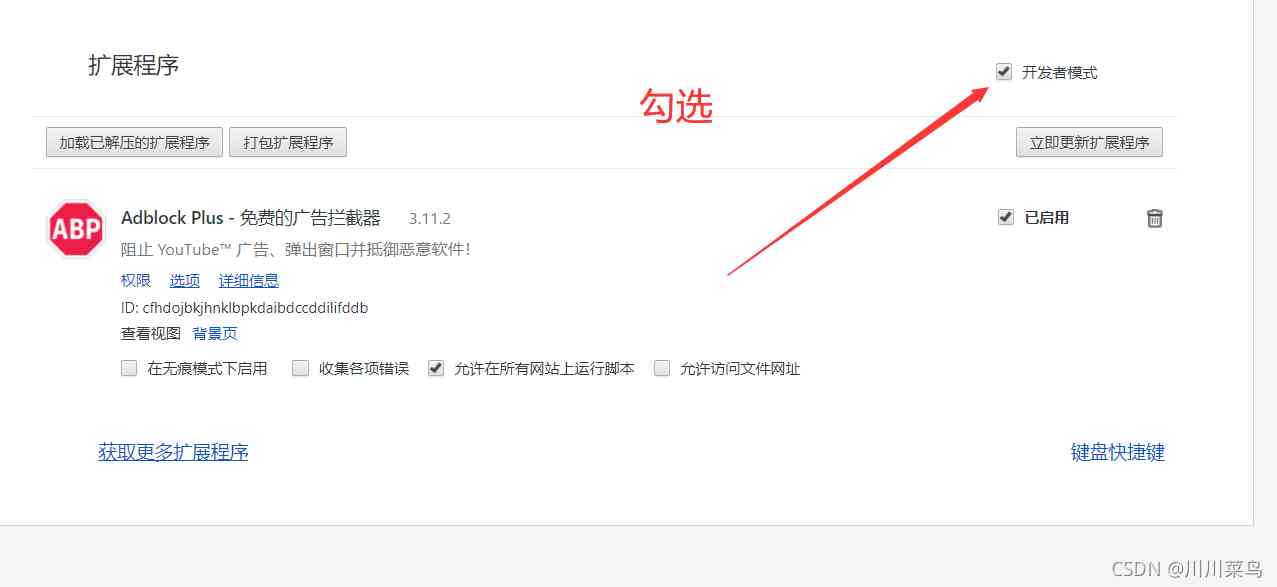 扩展程序
开发者模式
勾选
加载已解压的扩展程序 打包扩展程序 立即更新扩展程序
ABP
Adblock Plus - 免费的广告拦截器 3.11.2 已启用
阻止 YouTube™ 广告、弹出窗口并抵御恶意软件!
权限 选项 详细信息
ID: cfhdojbkjhnklbpkdaibdccddilifddb
查看视图 背景页
在无痕模式下启用 收集各项错误 允许在所有网站上运行脚本 允许访问文件网址
获取更多扩展程序 键盘快捷键
CSDN @川川菜鸟